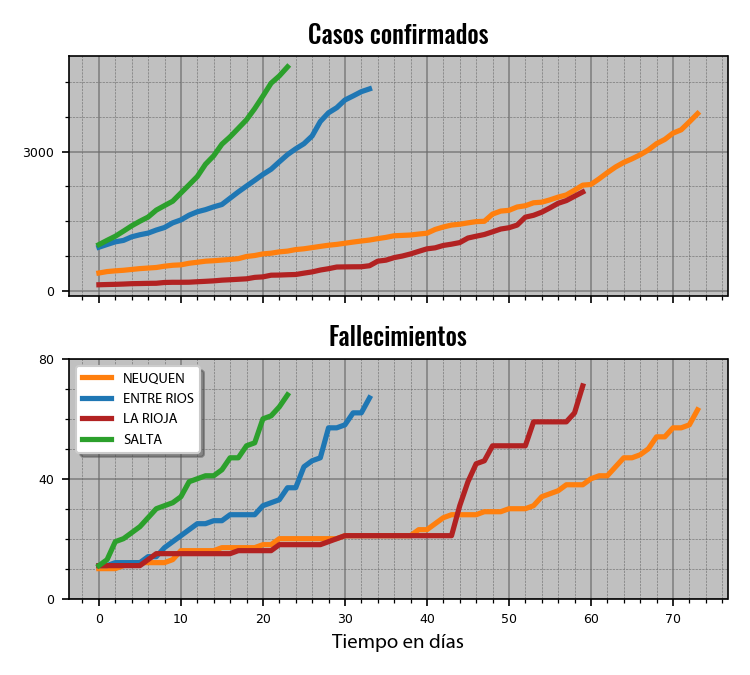 Casos confirmados
3000
0
Fallecimientos
80
40
0
NEUQUEN
ENTRE RIOS
LA RIOJA
SALTA
0 10 20 30 40 50 60 70
Tiempo en días